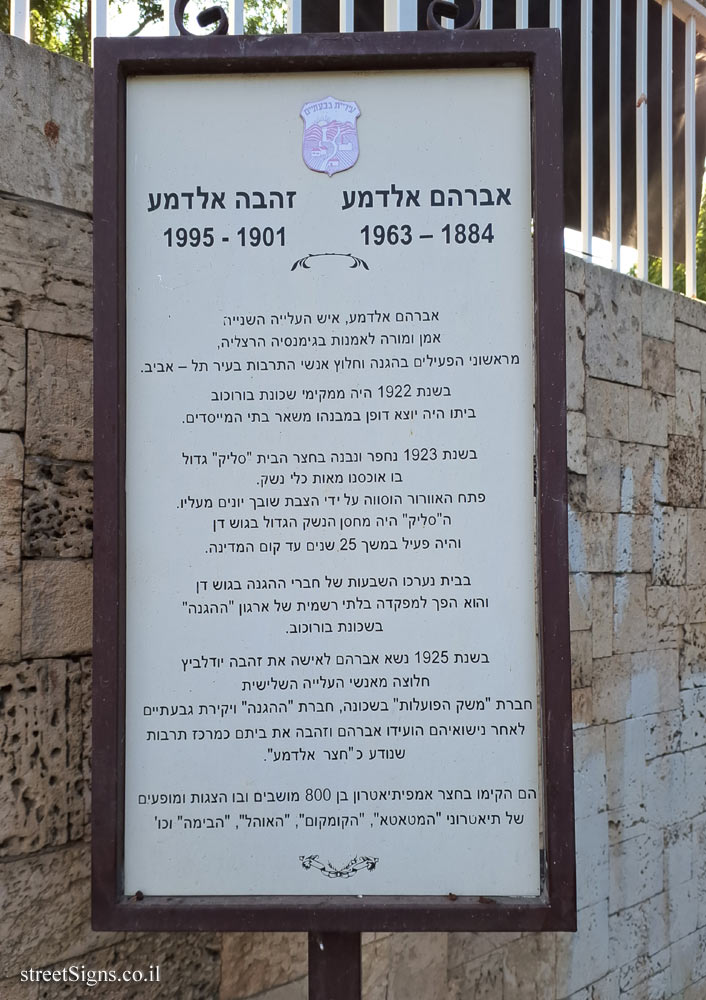 עיריית גבעתיים
אברהם אלדמע זהבה אלדמע
1884 – 1963 1901 - 1995
אברהם אלדמע, איש העלייה השנייה
אמן ומורה לאמנות בגימנסיה הרצליה,
מראשוני הפעילים בהגנה וחלוץ אנשי התרבות בעיר תל – אביב.
בשנת 1922 היה ממקימי שכונת בורוכוב
ביתו היה יוצא דופן במבנהו משאר בתי המייסדים.
בשנת 1923 נחפר ונבנה בחצר הבית "סליק" גדול
בו אוכסנו מאות כלי נשק.
פתח האוורור הוסווה על ידי הצבת שובך יונים מעליו.
ה"סליק" היה מחסן הנשק הגדול בגוש דן
והיה פעיל במשך 25 שנים עד קום המדינה.
בבית נערכו השבעות של חברי ההגנה בגוש דן
והוא הפך למפקדה בלתי רשמית של ארגון "ההגנה"
בשכונת בורוכוב.
בשנת 1925 נשא אברהם לאישה את זהבה יודלביץ
חלוצה מאנשי העלייה השלישית
חברת "משק הפועלות" בשכונה, חברת "ההגנה" ויקירת גבעתיים
לאחר נישואיהם הועידו אברהם וזהבה את ביתם כמרכז תרבות
שנודע כ"חצר אלדמע".
הם הקימו בחצר אמפיתיאטרון בן 800 מושבים ובו הצגות ומופעים
של תיאטרוני "המטאטא", "הקומקום", "האוהל", "הבימה" וכו'
streetSigns.co.il